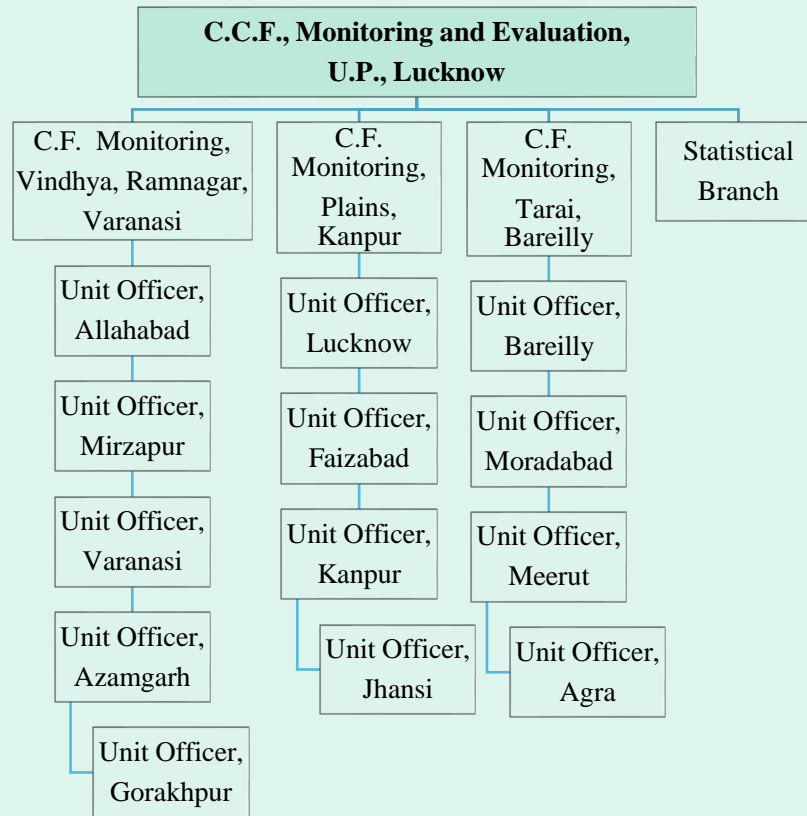 C.C.F., Monitoring and Evaluation,
U.P., Lucknow
C.F. Monitoring,
Vindhya, Ramnagar,
Varanasi
Unit Officer,
Allahabad
Unit Officer,
Mirzapur
Unit Officer,
Varanasi
Unit Officer,
Azamgarh
Unit Officer,
Gorakhpur
C.F.
Monitoring,
Plains,
Kanpur
Unit Officer,
Lucknow
Unit Officer,
Faizabad
Unit Officer,
Kanpur
Unit Officer,
Jhansi
C.F.
Monitoring,
Tarai,
Bareilly
Unit Officer,
Bareilly
Unit Officer,
Moradabad
Unit Officer,
Meerut
Unit Officer,
Agra
Statistical
Branch